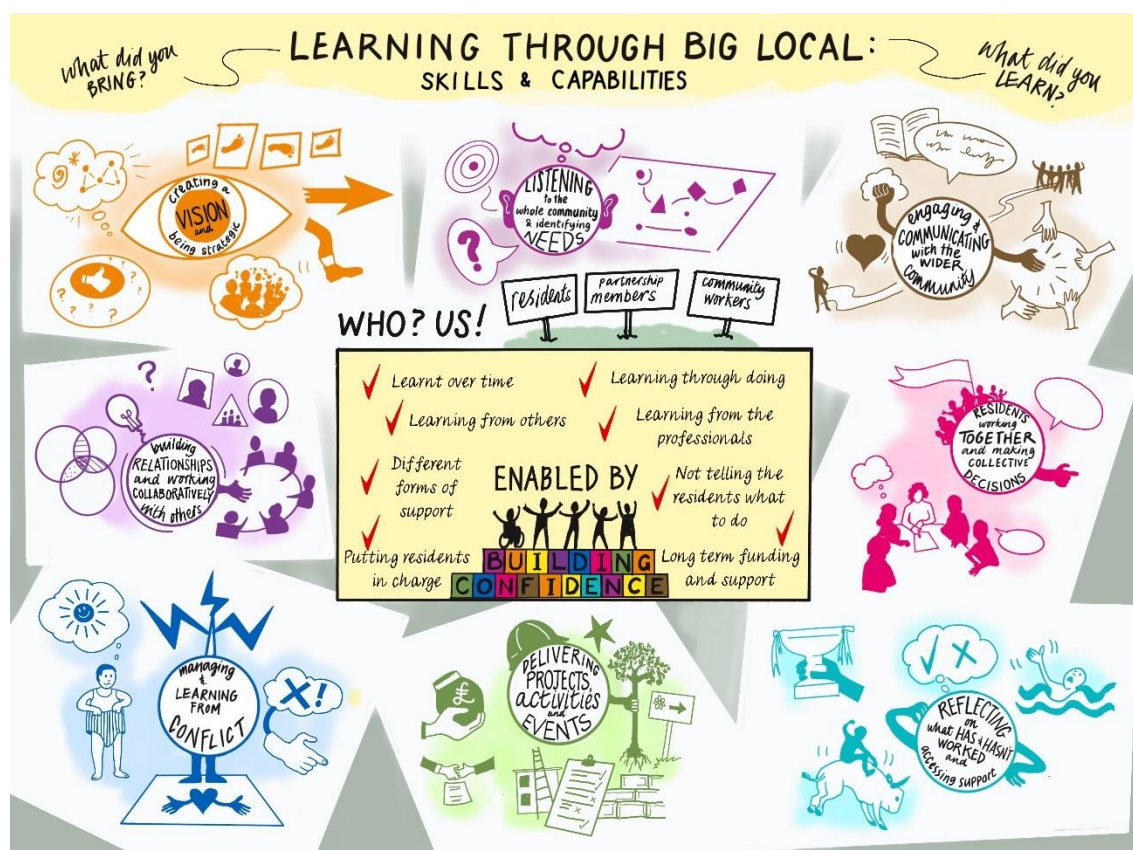 What did you
BRING?
LEARNING THROUGH BIG LOCAL:
SKILLS & CAPABILITIES
What did you
LEARN?
creating a
VISION
and
being strategic
?
LISTENING
to the
whole community
& identifying
NEEDS
?
engaging &
COMMUNICATING
with the
WIDER
community
WHO? US!
residents
partnership
members
community
workers
building
RELATIONSHIPS
and working
COLLABORATIVELY
with others
?
Learnt over time
Learning from others
Different
forms of
support
Putting residents
in charge
ENABLED BY
BUILDING
CONFIDENCE
Learning through doing
Learning from the
professionals
Not telling the
residents what
to do
Long term funding
and support
RESIDENTS
working
TOGETHER
and making
COLLECTIVE
DECISIONS
managing
&
LEARNING
FROM
CONFLICT
X!
DELIVERING
PROJECTS,
activities
and
EVENTS
£
REFLECTING
on
what HAS & HASN'T
WORKED
and
accessing support